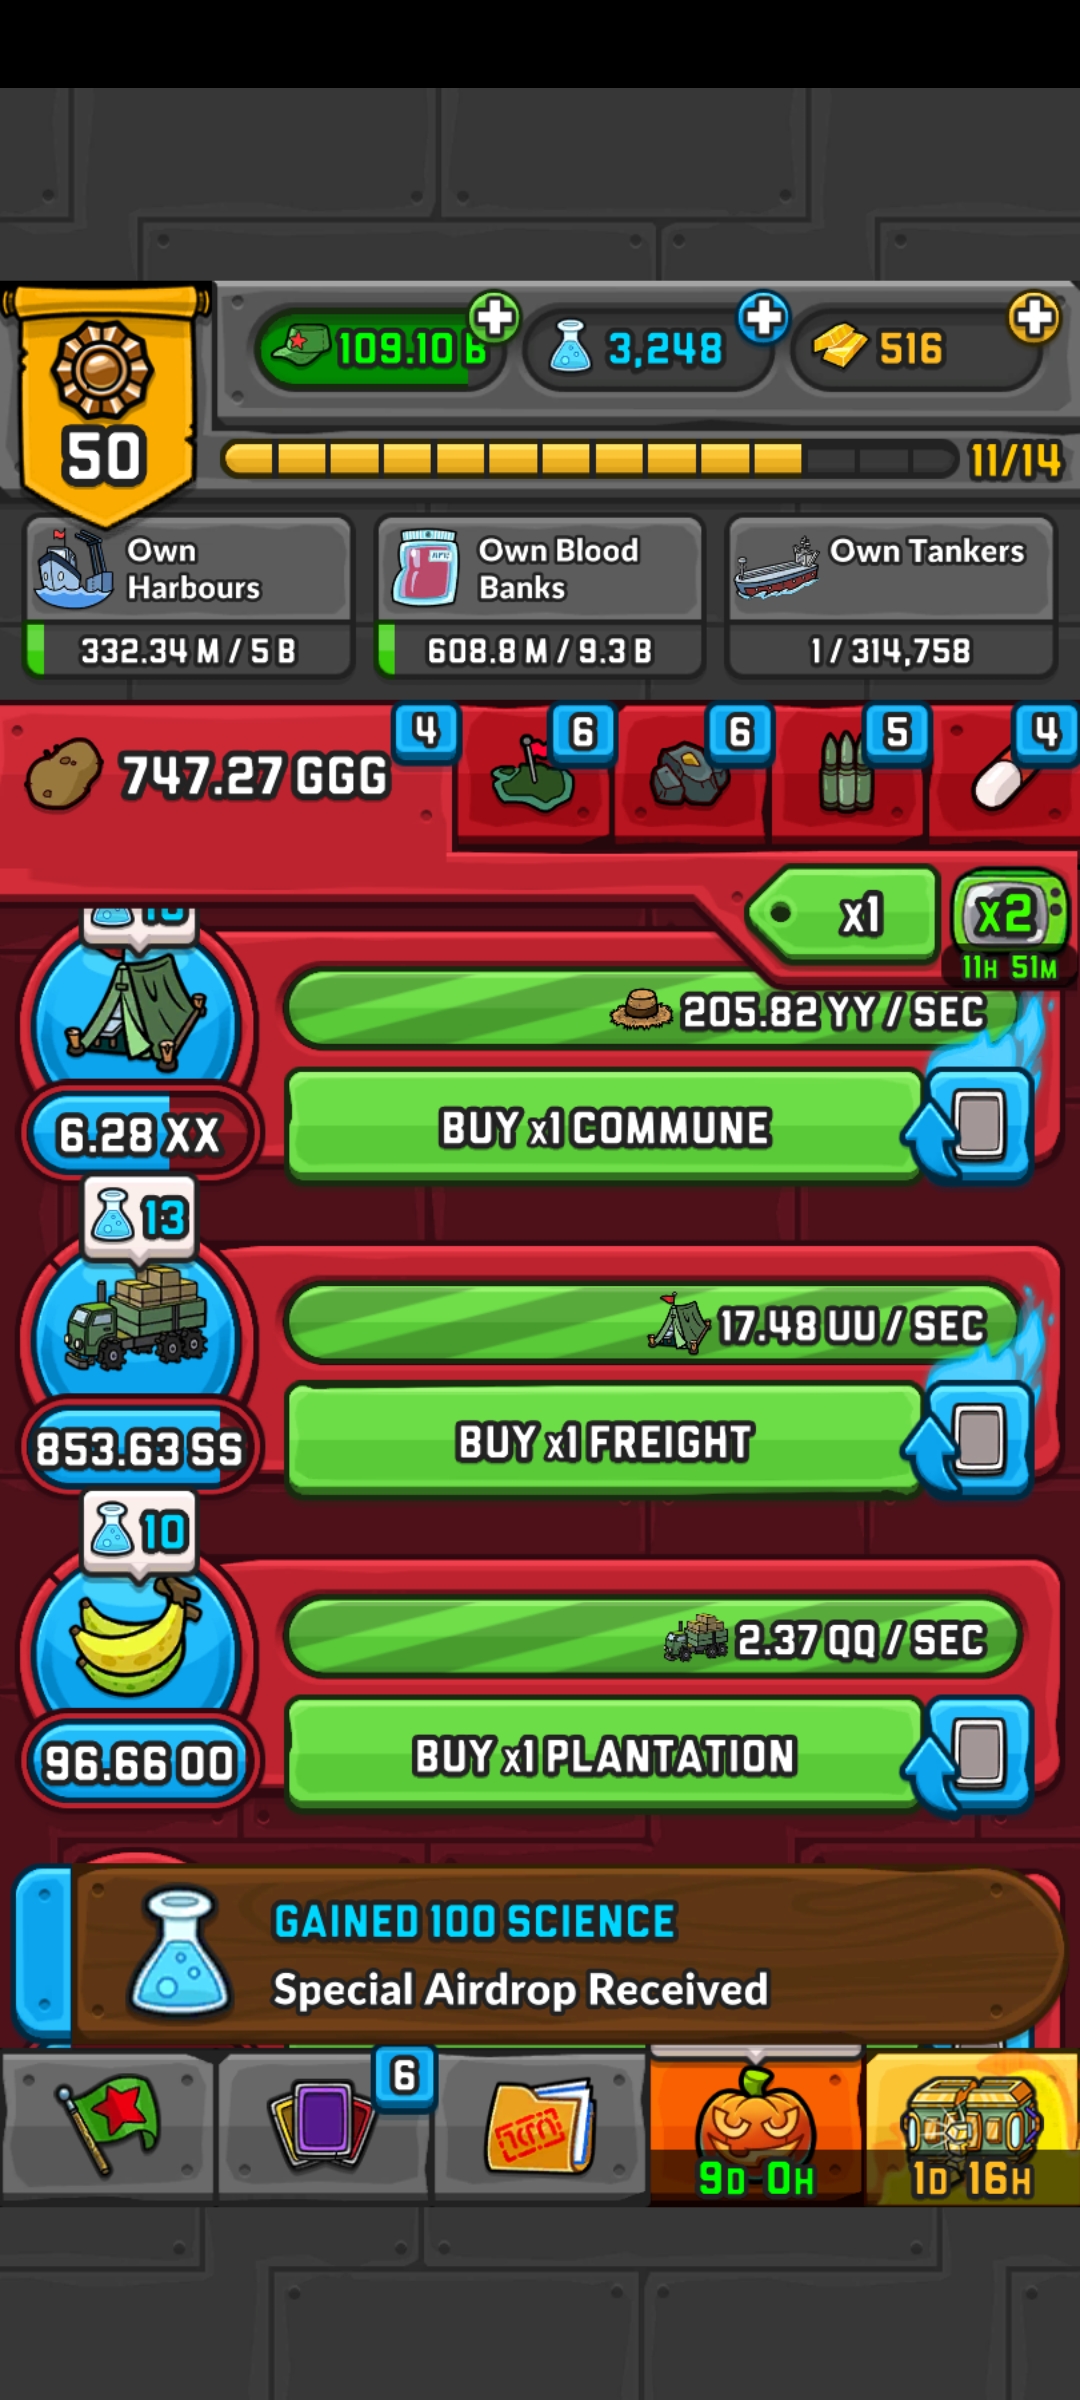 109.10 B
3,248
516
50
11/14
Own
Harbours
332.34 M / 5 B
Own Blood
Banks
608.8 M / 9.3 B
Own Tankers
1 / 314,758
747.27 GGG
4
6
6
5
4
x1
x2
11H 51M
205.82 YY / SEC
6.28 XX
BUY x1 COMMUNE
13
17.48 UU / SEC
853.63 SS
BUY x1 FREIGHT
10
2.37 QQ / SEC
96.66 OO
BUY x1 PLANTATION
GAINED 100 SCIENCE
Special Airdrop Received
6
9D 0H
1D 16H